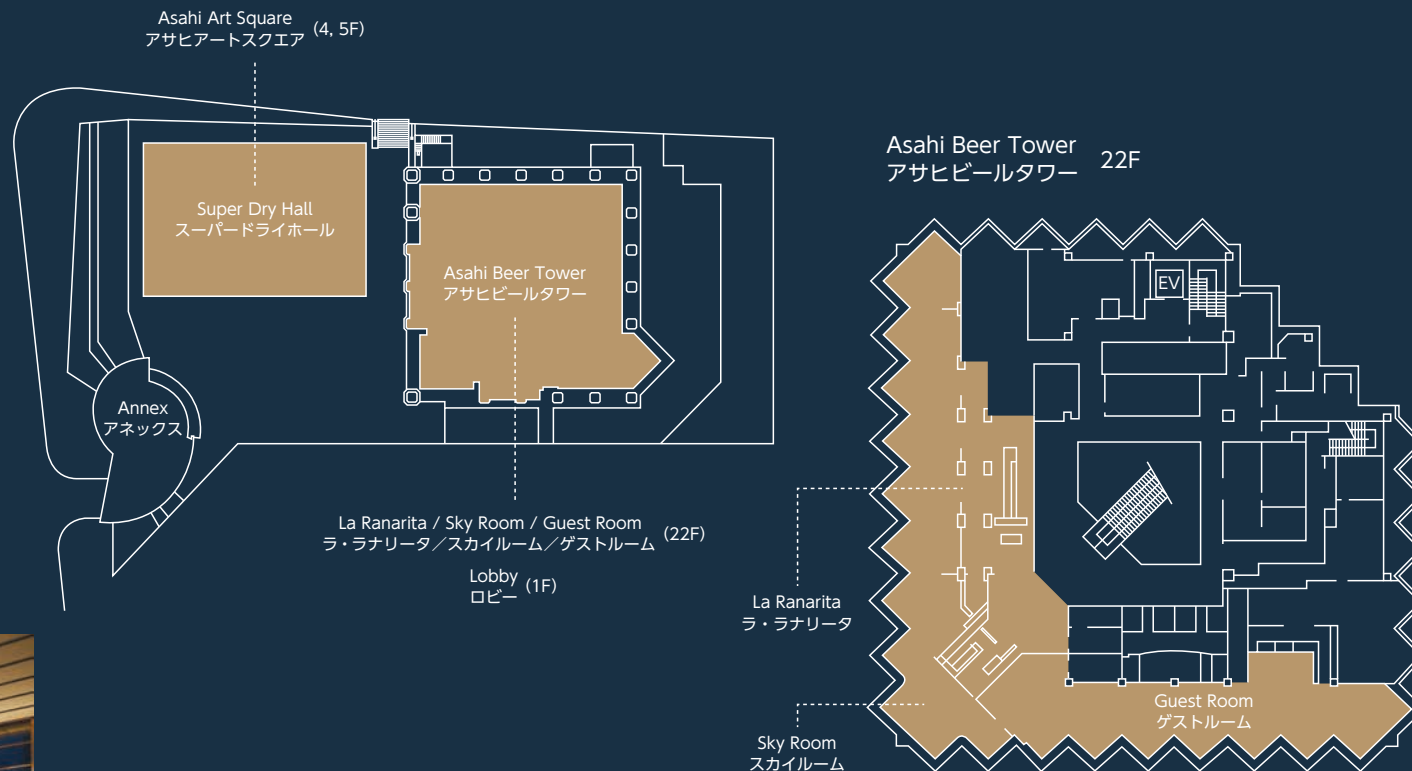 Asahi Art Square
アサヒアートスクエア (4, 5F)
Super Dry Hall
スーパードライホール
Asahi Beer Tower
アサヒビールタワー
Annex
アネックス
La Ranarita / Sky Room / Guest Room
ラ・ラナリータ／スカイルーム／ゲストルーム (22F)
Lobby
ロビー (1F)
Asahi Beer Tower
アサヒビールタワー 22F
EV
La Ranarita
ラ・ラナリータ
Guest Room
ゲストルーム
Sky Room
スカイルーム